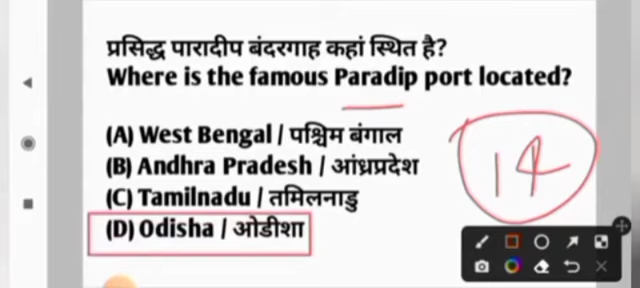 प्रसिद्ध पारादीप बंदरगाह कहां स्थित है?
Where is the famous Paradip port located?
(A) West Bengal / पश्चिम बंगाल
(B) Andhra Pradesh / आंध्रप्रदेश
(C) Tamilnadu / तमिलनाडु
(D) Odisha / ओडीशा
14